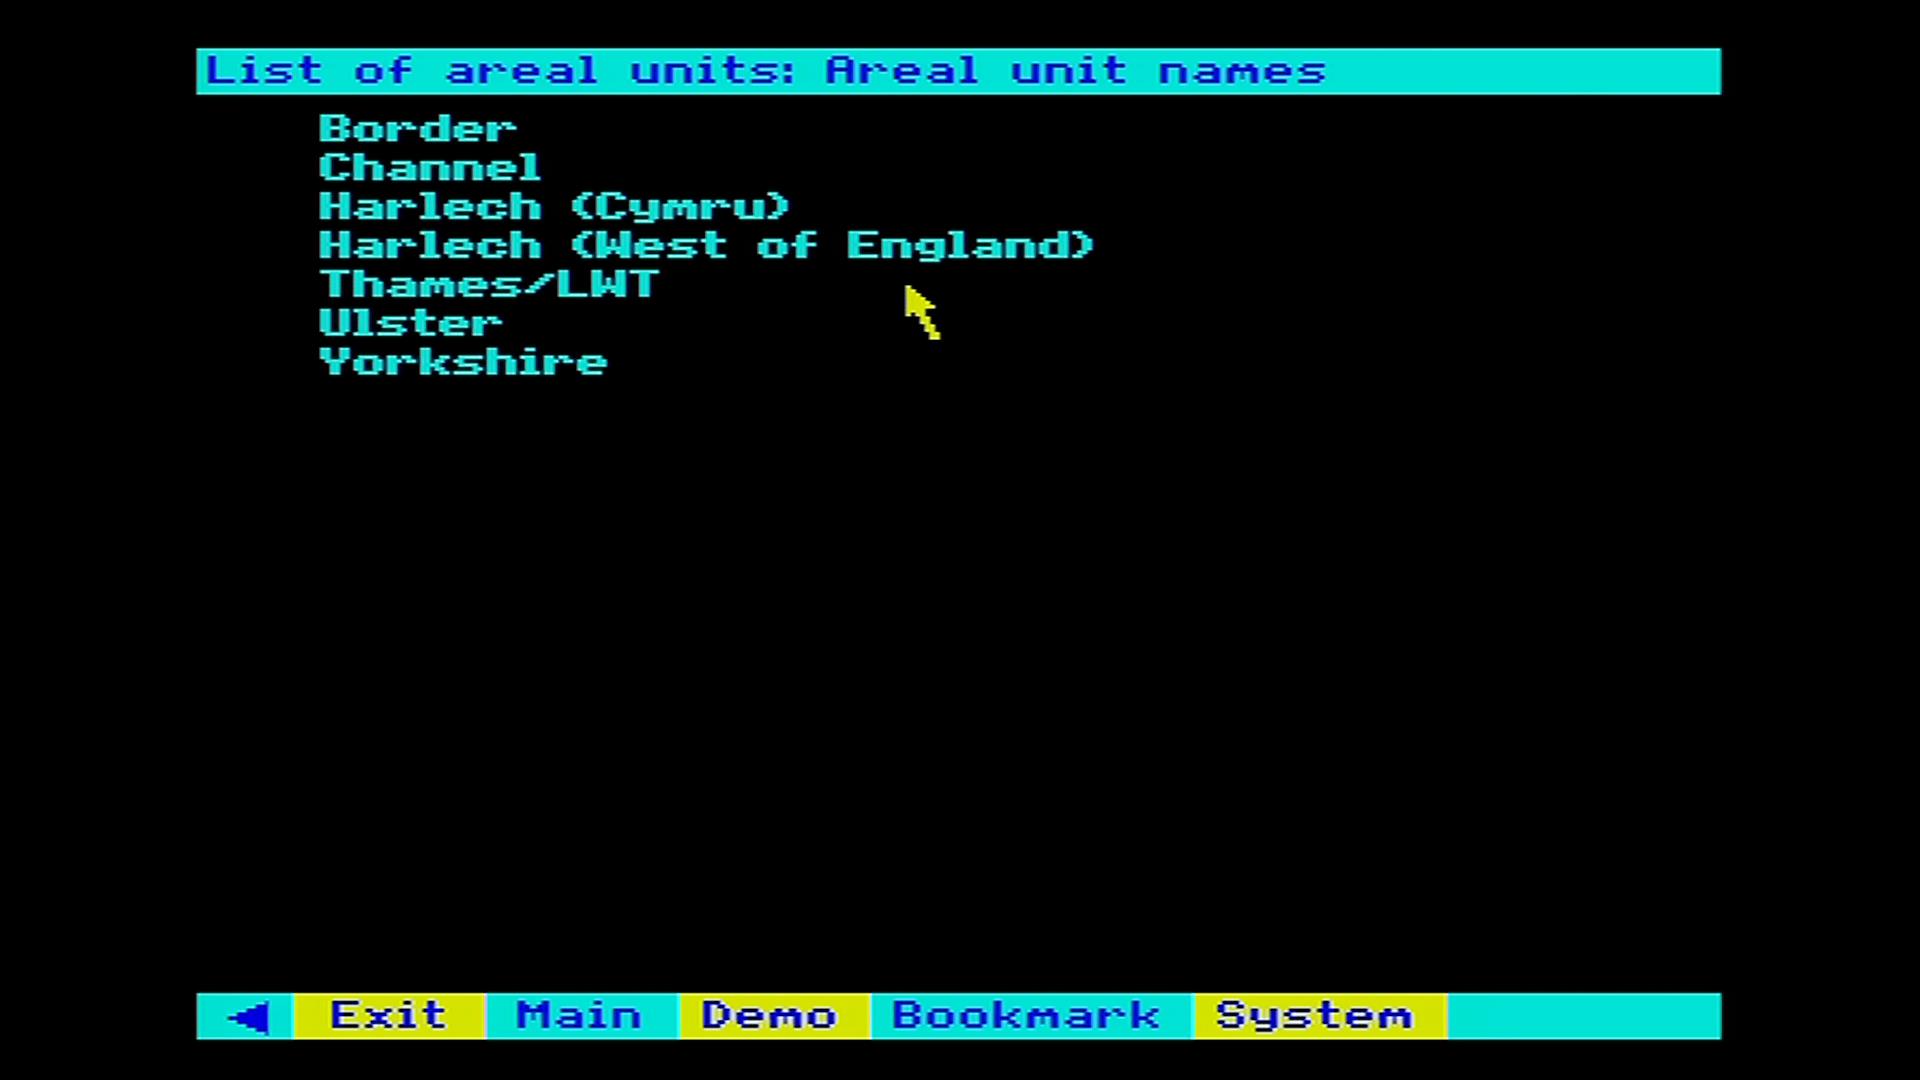 List of areal units: Areal unit names
Border
Channel
Harlech (Cymru)
Harlech (West of England)
Thames/LWT
Ulster
Yorkshire
Exit Main Demo Bookmark System